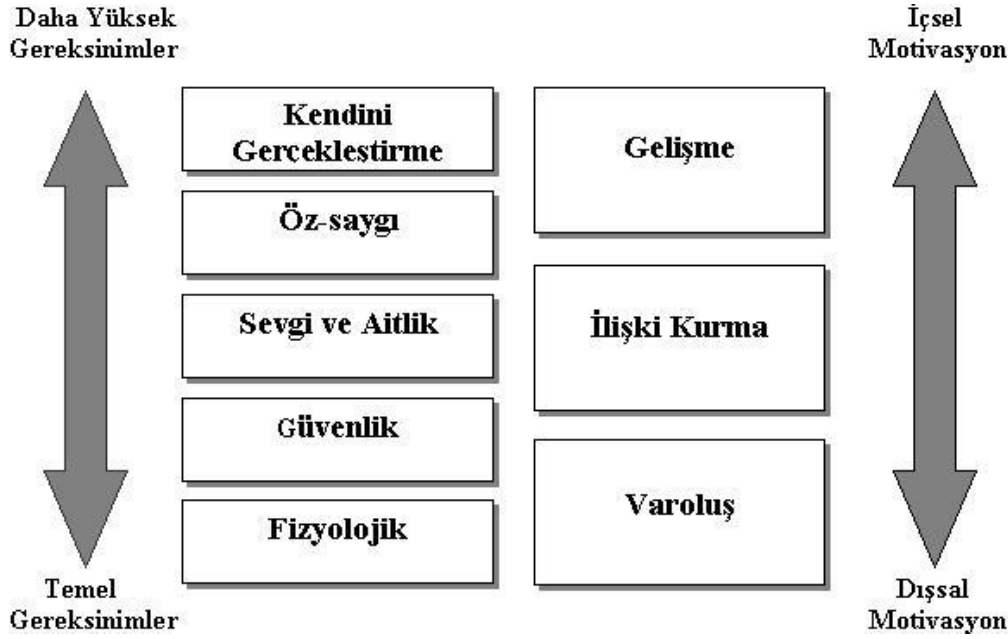 Daha Yüksek
Gereksinimler
İçsel
Motivasyon
Kendini
Gerceklestirme
Gelişme
Öz-saygı
Sevgi ve Aitlik
İlişki Kurma
Güvenlik
Varoluş
Fizyolojik
Temel
Gereksinimler
Dışsal
Motivasyon